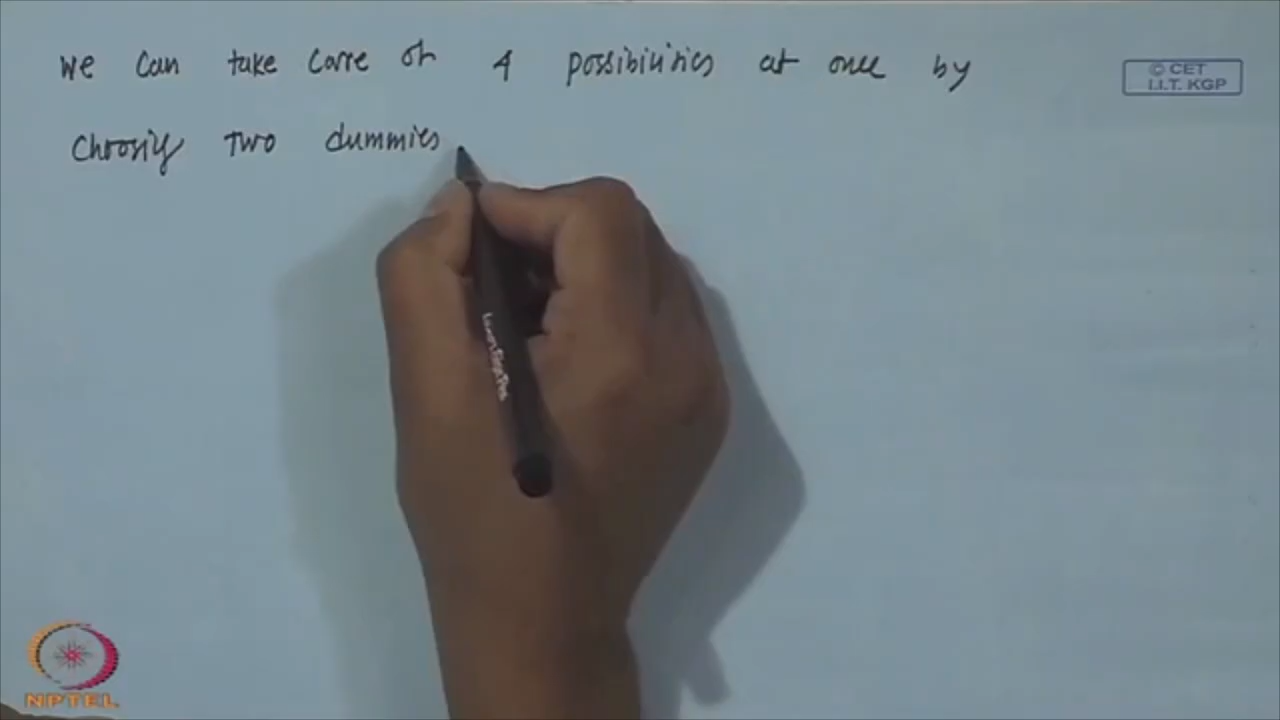 We can take care of 4 possibilities at once by
© CET
I.I.T. KGP
choosing two dummies
NPTEL